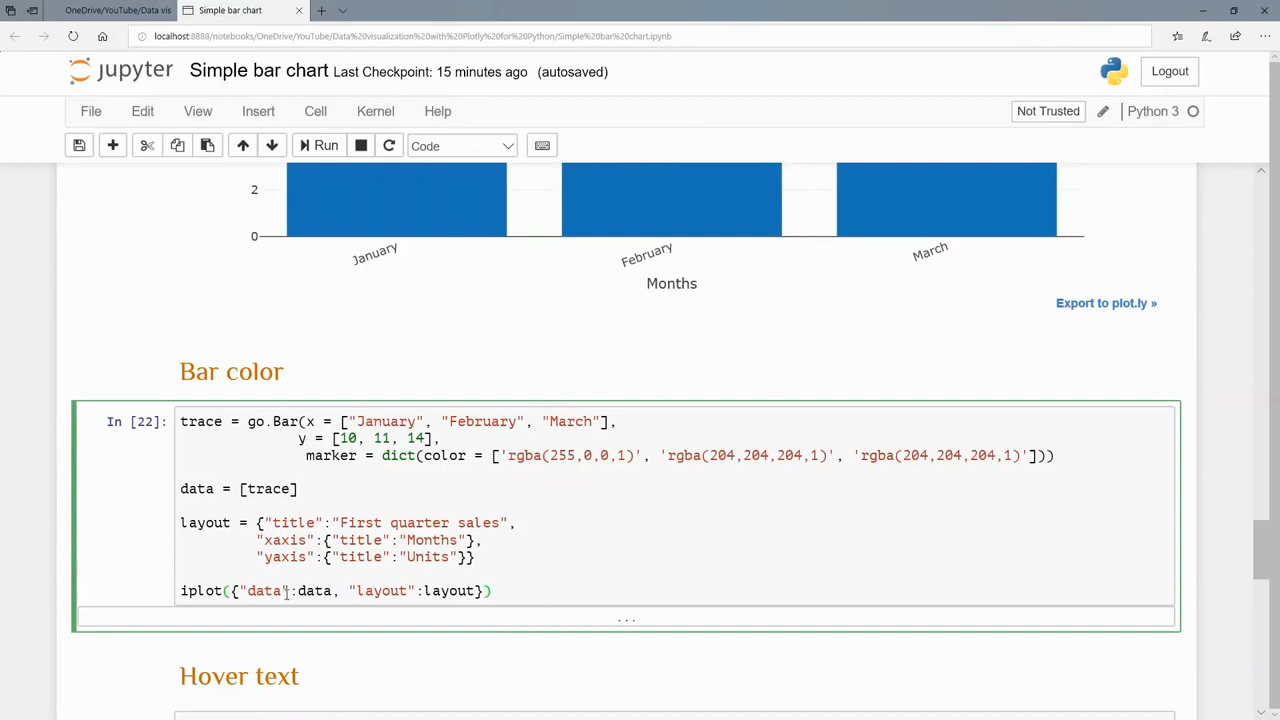 OneDrive/YouTube/Data vis
Simple bar chart
localhost:8888/notebooks/OneDrive/YouTube/Data%20visualization%20with%20Plotly%20for%20Python/Simple%20bar%20chart.ipynb
jupyter Simple bar chart Last Checkpoint: 15 minutes ago (autosaved)
Logout
File Edit View Insert Cell Kernel Help
Not Trusted
Python 3
Run
Code
2
0
January
February
March
Months
Export to plot.ly »
Bar color
In [22]:
trace = go.Bar(x = ["January", "February", "March"],
y = [10, 11, 14],
marker = dict(color = ['rgba(255,0,0,1)', 'rgba(204,204,204,1)', 'rgba(204,204,204,1)']))
data = [trace]
layout = {"title":"First quarter sales",
"xaxis":{"title":"Months"},
"yaxis":{"title":"Units"}}
iplot({"data":data, "layout":layout})
...
Hover text